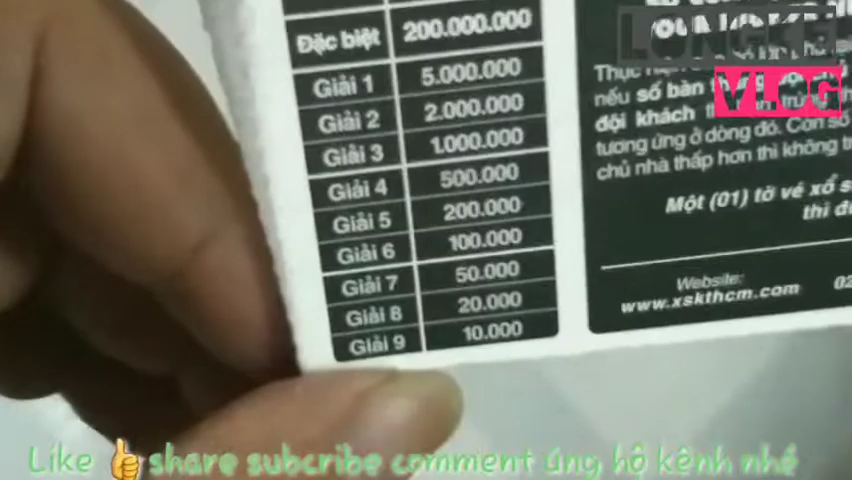 Đặc biệt 200.000.000
Giải 1 5.000.000
Giải 2 2.000.000
Giải 3 1.000.000
Giải 4 500.000
Giải 5 200.000
Giải 6 100.000
Giải 7 50.000
Giải 8 20.000
Giải 9 10.000
VLOG
Thực
nếu số bàn thắng
đội khách
tương ứng ở dòng đó. Còn số
chủ nhà thấp hơn thì không
Một (01) tờ vé xổ
thì
Website:
www.xskthcm.com
Like 👍 share subcribe comment úng hộ kênh nhé